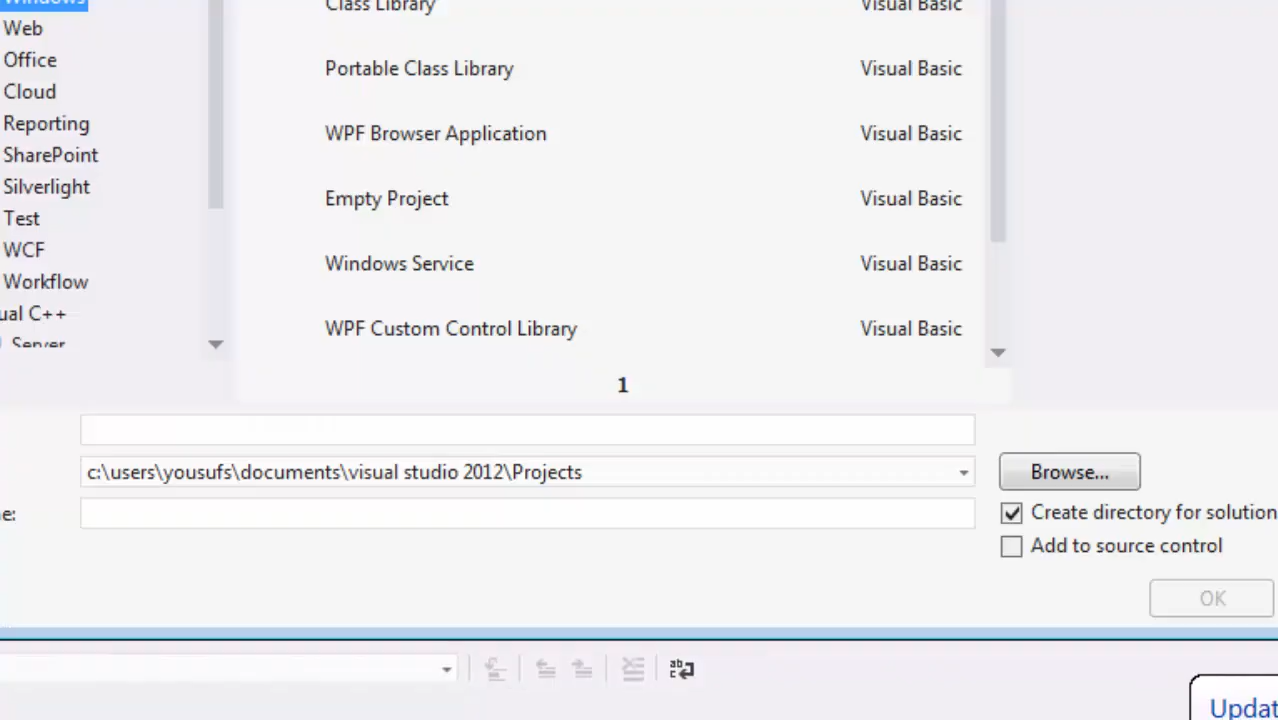 Windows
Class Library Visual Basic
Web
Office
Portable Class Library Visual Basic
Cloud
Reporting
WPF Browser Application Visual Basic
SharePoint
Silverlight
Empty Project Visual Basic
Test
WCF
Windows Service Visual Basic
Workflow
ual C++
WPF Custom Control Library Visual Basic
Server
1
c:\users\yousufs\documents\visual studio 2012\Projects
Browse...
e:
Create directory for solution
Add to source control
OK
ab
c
Updat